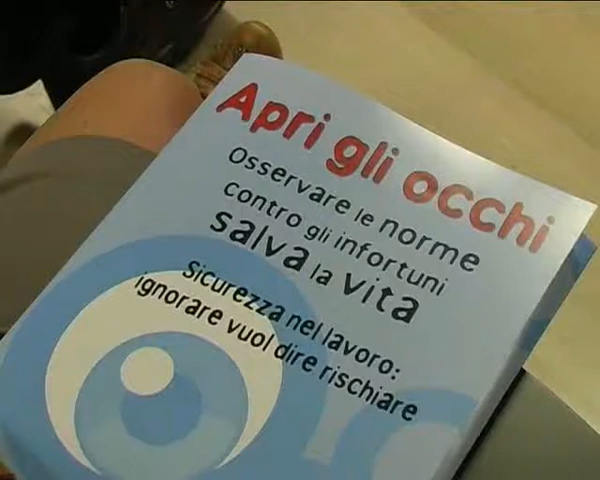 Apri gli occhi
Osservare le norme
contro gli infortuni
salva la vita
Sicurezza nel lavoro:
ignorare vuol dire rischiare